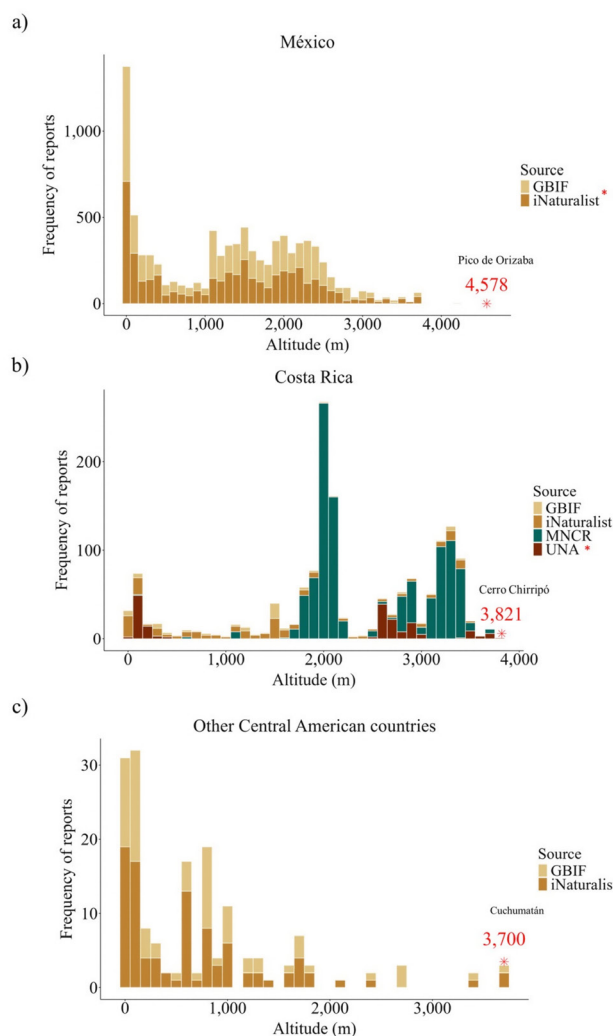 a)
México
Frequency of reports
1,000
500
0
0
1,000
2,000
3,000
4,000
Altitude (m)
Source
GBIF
iNaturalist *
Pico de Orizaba
4,578
*
b)
Costa Rica
Frequency of reports
200
100
0
0
1,000
2,000
3,000
4,000
Altitude (m)
Source
GBIF
iNaturalist
MNCR
UNA *
Cerro Chirripó
3,821
*
c)
Other Central American countries
Frequency of reports
30
20
10
0
0
1,000
2,000
3,000
Altitude (m)
Source
GBIF
iNaturalis
Cuchumatán
3,700
*